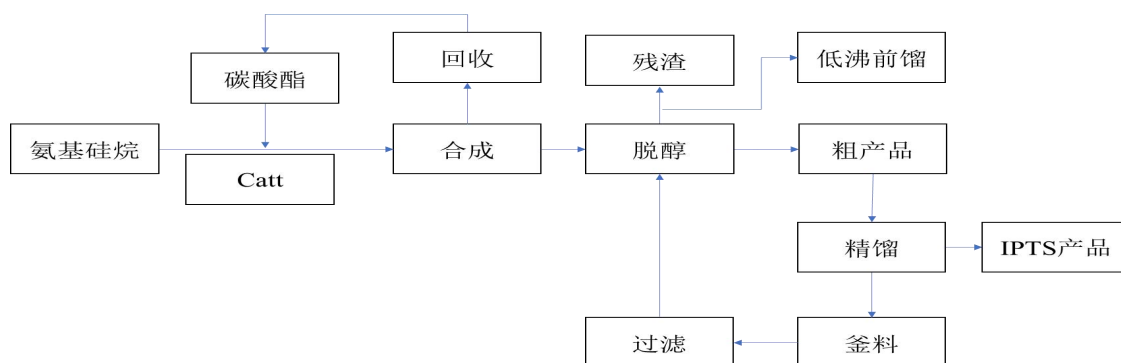 回收
残渣
低沸前馏
碳酸酯
氨基硅烷
合成
脱醇
粗产品
Catt
精馏
IPTS产品
过滤
釜料